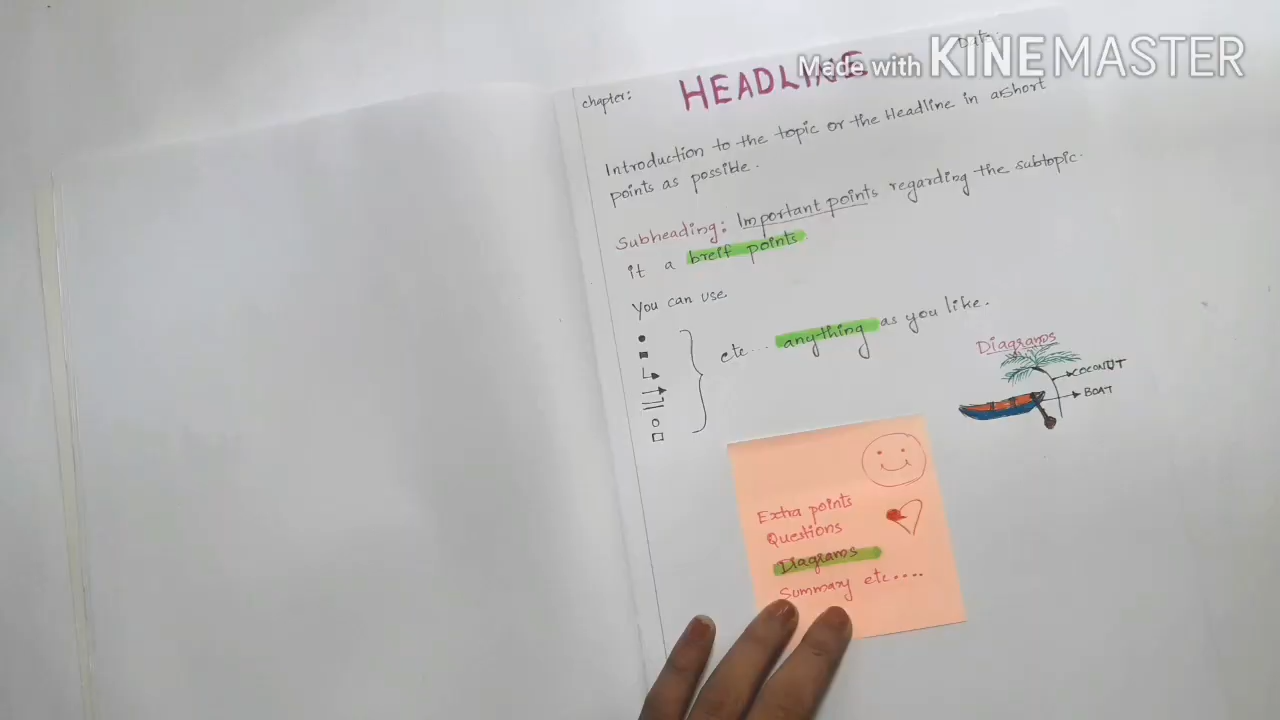 Made with KINEMASTER
Date:
chapter:
HEADLINE
Introduction to the topic or the Headline in a short
points as possible.
Subheading: Important points regarding the subtopic.
it a breif points.
You can use
etc... anything as you like.
Diagrams
COCONUT
BOAT
Extra points
Questions
Diagrams
Summary etc....